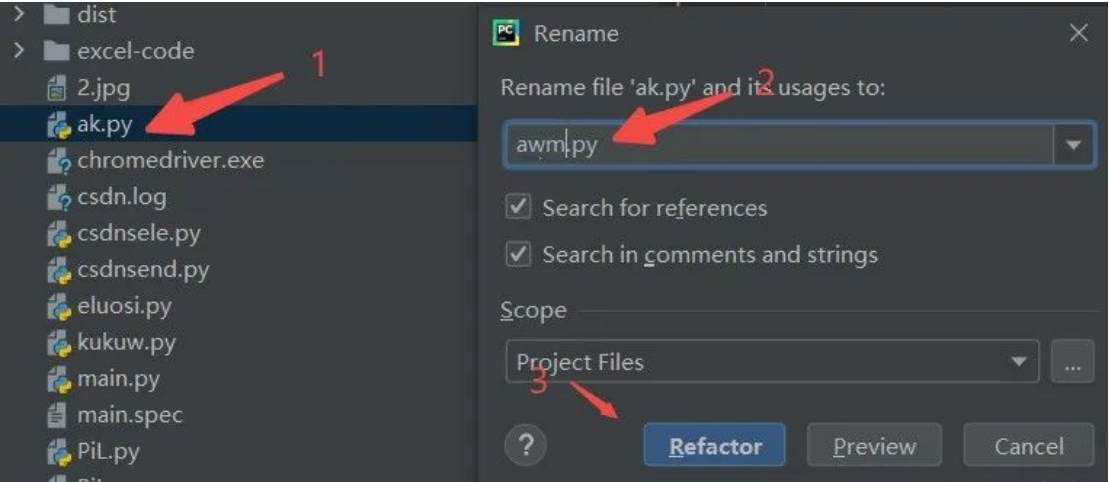 dist
excel-code
1
2.jpg
ak.py
chromedriver.exe
csdn.log
csdnsele.py
csdnsend.py
eluosi.py
kukuw.py
main.py
main.spec
PiL.py
PC
Rename
Rename file 'ak.py' and its usages to:
2
awm.py
Search for references
Search in comments and strings
Scope
Project Files
...
3
?
Refactor
Preview
Cancel